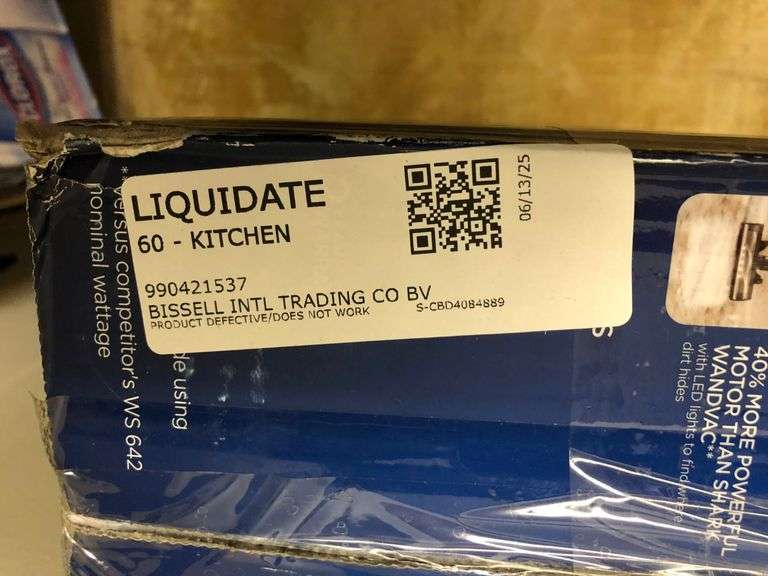 LIQUIDATE
60 - KITCHEN
06/13/25
990421537
BISSELL INTL TRADING CO BV
PRODUCT DEFECTIVE/DOES NOT WORK
S-CBD4084889
*versus competitor's WS 642
nominal wattage
using
40% MORE POWERFUL
MOTOR THAN SHARK
WANDVAC**
with LED lights to find where
dirt hides